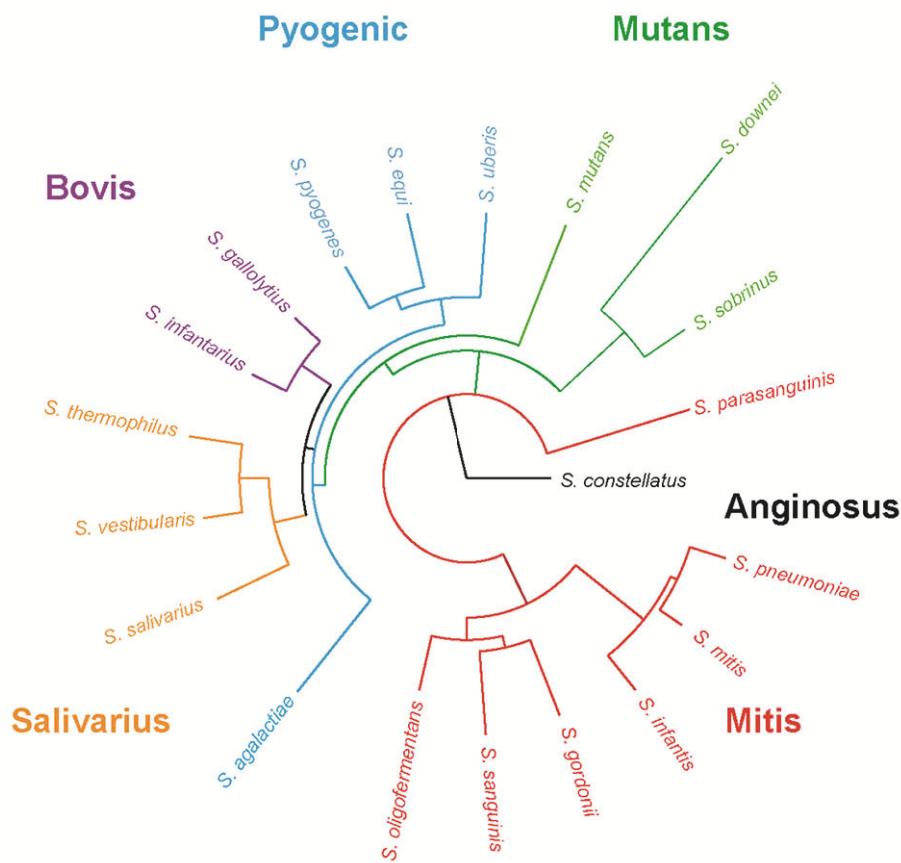 Pyogenic
Mutans
Bovis
S. pyogenes
S. equi
S. uberis
S. mutans
S. downei
S. gallolytius
S. infantarius
S. sobrinus
S. thermophilus
S. parasanguinis
S. constellatus
S. vestibularis
Anginosus
S. pneumoniae
S. salivarius
S. mitis
Salivarius
S. agalactiae
S. oligofermentans
S. sanguinis
S. gordonii
S. infantis
Mitis